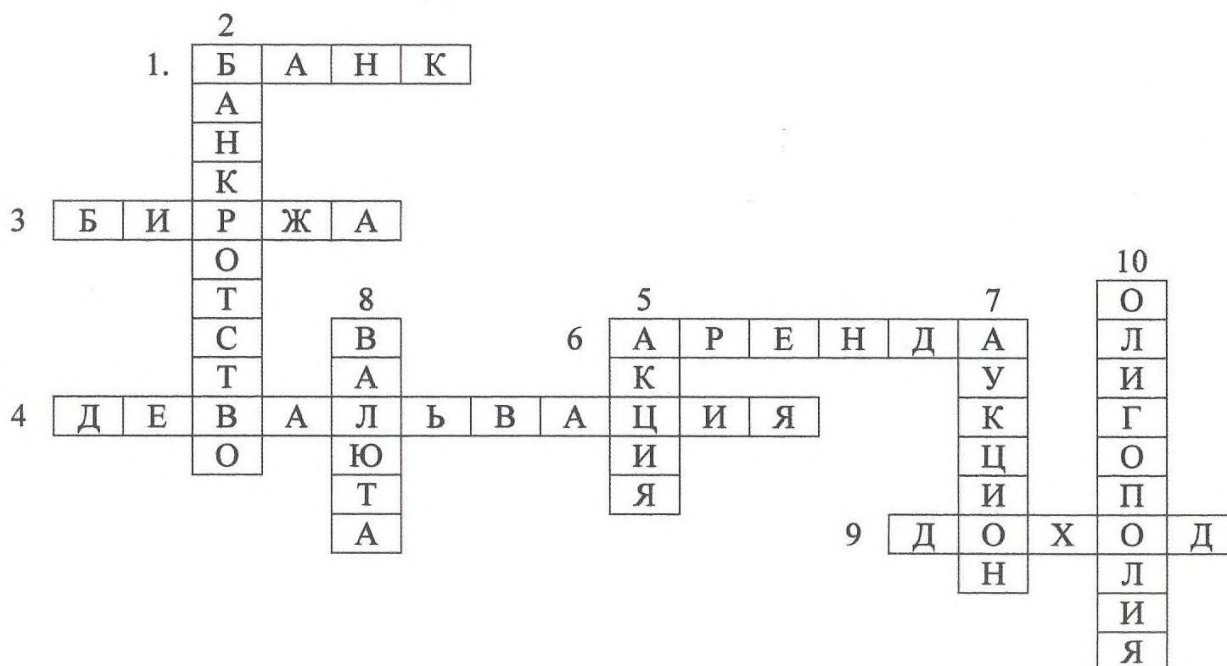 2
1. Б А Н К
А
Н
К
3 Б И Р Ж А
О 10
Т 8 5 7 О
С В 6 А Р Е Н Д А Л
Т А К У И
4 Д Е В А Л Ь В А Ц И Я К Г
О Ю И Ц О
Т Я И П
А 9 Д О Х О Д
Н Л
И
Я